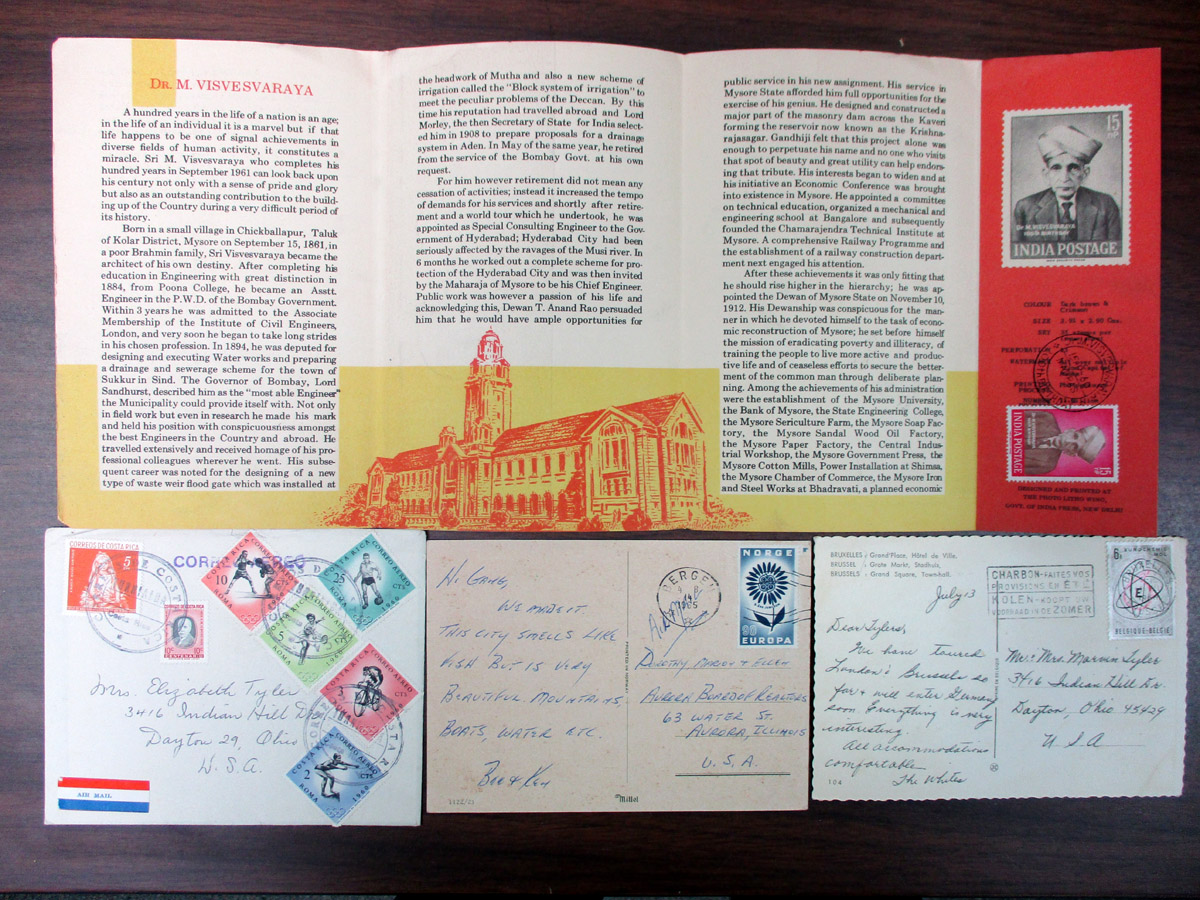 DR. M. VISVESVARAYA
A hundred years in the life of a nation is an age;
in the life of an individual it is a marvel but if that
life happens to be one of signal achievements in
diverse fields of human activity, it constitutes a
miracle. Sri M. Visvesvaraya who completes his
hundred years in September 1961 can look back upon
his century not only with a sense of pride and glory
but also as an outstanding contribution to the build-
ing up of the Country during a very difficult period of
its history.
Born in a small village in Chickballapur, Taluk
of Kolar District, Mysore on September 15, 1861, in
a poor Brahmin family, Sri Visvesvaraya became the
architect of his own destiny. After completing his
education in Engineering with great distinction in
1884, from Poona College, he became an Asstt.
Engineer in the P.W.D. of the Bombay Government.
Within 3 years he was admitted to the Associate
Membership of the Institute of Civil Engineers,
London, and very soon he began to take long strides
in his chosen profession. In 1894, he was deputed for
designing and executing Water works and preparing
a drainage and sewerage scheme for the town of
Sukkur in Sind. The Governor of Bombay, Lord
Sandhurst, described him as the "most able Engineer"
the Municipality could provide itself with. Not only
in field work but even in research he made his mark
and held his position with conspicuousness amongst
the best Engineers in the Country and abroad. He
travelled extensively and received homage of his pro-
fessional colleagues wherever he went. His subse-
quent career was noted for the designing of a new
type of waste weir flood gate which was installed at
the headwork of Mutha and also a new scheme of
irrigation called the "Block system of irrigation" to
meet the peculiar problems of the Deccan. By this
time his reputation had travelled abroad and Lord
Morley, the then Secretary of State for India select-
ed him in 1908 to prepare proposals for a drainage
system in Aden. In May of the same year, he retired
from the service of the Bombay Govt. at his own
request.
For him however retirement did not mean any
cessation of activities; instead it increased the tempo
of demands for his services and shortly after retire-
ment and a world tour which he undertook, he was
appointed as Special Consulting Engineer to the Gov-
ernment of Hyderabad; Hyderabad City had been
seriously affected by the ravages of the Musi river. In
6 months he worked out a complete scheme for pro-
tection of the Hyderabad City and was then invited
by the Maharaja of Mysore to be his Chief Engineer.
Public work was however a passion of his life and
acknowledging this, Dewan T. Anand Rao persuaded
him that he would have ample opportunities for
public service in his new assignment. His service in
Mysore State afforded him full opportunities for the
exercise of his genius. He designed and constructed a
major part of the masonry dam across the Kaveri
forming the reservoir now known as the Krishna-
rajasagar. Gandhiji felt that this project alone was
enough to perpetuate his name and no one who visits
that spot of beauty and great utility can help endors-
ing that tribute. His interests began to widen and at
his initiative an Economic Conference was brought
into existence in Mysore. He appointed a committee
on technical education, organized a mechanical and
engineering school at Bangalore and subsequently
founded the Chamarajendra Technical Institute at
Mysore. A comprehensive Railway Programme and
the establishment of a railway construction depart-
ment next engaged his attention.
After these achievements it was only fitting that
he should rise higher in the hierarchy; he was ap-
pointed the Dewan of Mysore State on November 10,
1912. His Dewanship was conspicuous for the man-
ner in which he devoted himself to the task of econo-
mic reconstruction of Mysore; he set before himself
the mission of eradicating poverty and illiteracy, of
training the people to live more active and produc-
tive life and of ceaseless efforts to secure the better-
ment of the common man through deliberate plan-
ning. Among the achievements of his administration
were the establishment of the Mysore University,
the Bank of Mysore, the State Engineering College,
the Mysore Sericulture Farm, the Mysore Soap Fac-
tory, the Mysore Sandal Wood Oil Factory,
the Mysore Paper Factory, the Central Indus-
trial Workshop, the Mysore Government Press, the
Mysore Cotton Mills, Power Installation at Shimsa,
the Mysore Chamber of Commerce, the Mysore Iron
and Steel Works at Bhadravati, a planned economic
15
DR M. VISVESVARAYA
INDIA POSTAGE
COLOUR
SIZE
SET
PERFORATION
PRINTING
PROCESS
INDIA POSTAGE
15
DESIGNED AND PRINTED AT
THE PHOTO LITHO WING,
GOVT. OF INDIA PRESS, NEW DELHI
CORREOS DE COSTA RICA
5
CORREO AEREO
COSTA RICA CORREO AEREO
10
ROMA 1960
COSTA RICA CORREO AEREO
25
CTS
ROMA 1960
5
ROMA
COSTA RICA CORREO AEREO
3
CTS
ROMA
COSTA RICA CORREO AEREO
2
CTS
ROMA 1960
Mrs. Elizabeth Tyler
3416 Indian Hill Drive
Dayton 29, Ohio
U.S.A.
AIR MAIL
HI GANG,
WE MADE IT.
THIS CITY SMELLS LIKE
FISH BUT IS VERY
BEAUTIFUL. MOUNTAINS,
BOATS, WATER ETC.
BEE & KEN
7122/21
Mittet
BERGEN
NORGE
90
EUROPA
DOROTHY, MARDY & ELLEN
AURORA BOARD OF REALTORS
63 WATER ST.
AURORA, ILLINOIS
U.S.A.
BRUXELLES : Grand'Place, Hôtel de Ville.
BRUSSEL : Grote Markt, Stadhuis.
BRUSSELS : Grand Square, Townhall.
July 13
Dear Tylers,
We have toured
London & Brussels so
far & will enter Germany
soon. Everything is very
interesting.
All accommodations
comfortable.
The Whites
104
CHARBON-FAITES VOS
PROVISIONS EN ÉTÉ
KOLEN-KOOPT UW
VOORRAAD IN DE ZOMER
6F
EUROCHEMIC
MOL
E
BELGIQUE-BELGIË
Mr. & Mrs. Marvin Tyler
3416 Indian Hill Dr.
Dayton, Ohio 45429
U S A